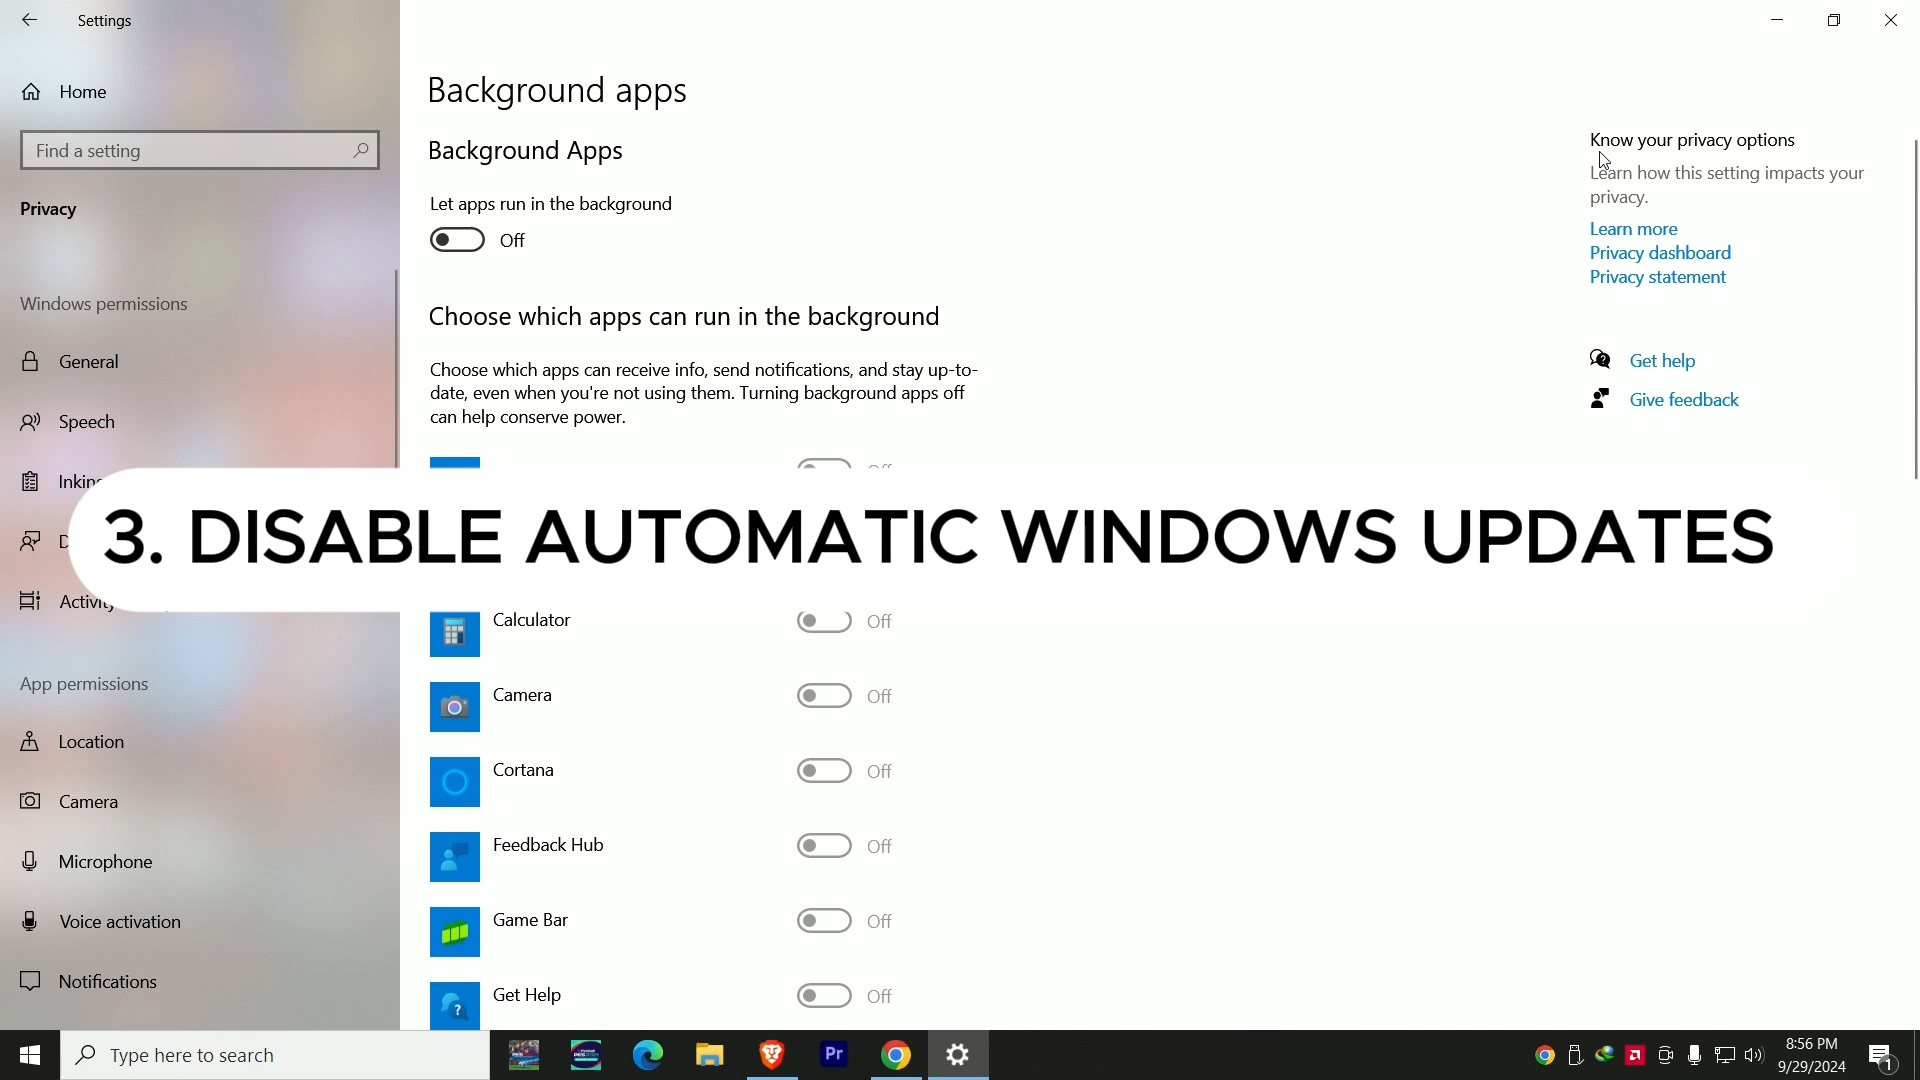 Settings
Home
Find a setting
Privacy
Windows permissions
General
Speech
Activity
App permissions
Location
Camera
Microphone
Voice activation
Notifications
Background apps
Background Apps
Let apps run in the background
Off
Choose which apps can run in the background
Choose which apps can receive info, send notifications, and stay up-to-
date, even when you're not using them. Turning background apps off
can help conserve power.
3. DISABLE AUTOMATIC WINDOWS UPDATES
Calculator Off
Camera Off
Cortana Off
Feedback Hub Off
Game Bar Off
Get Help Off
Know your privacy options
Learn how this setting impacts your
privacy.
Learn more
Privacy dashboard
Privacy statement
Get help
Give feedback
Type here to search
Pr
8:56 PM
9/29/2024
1